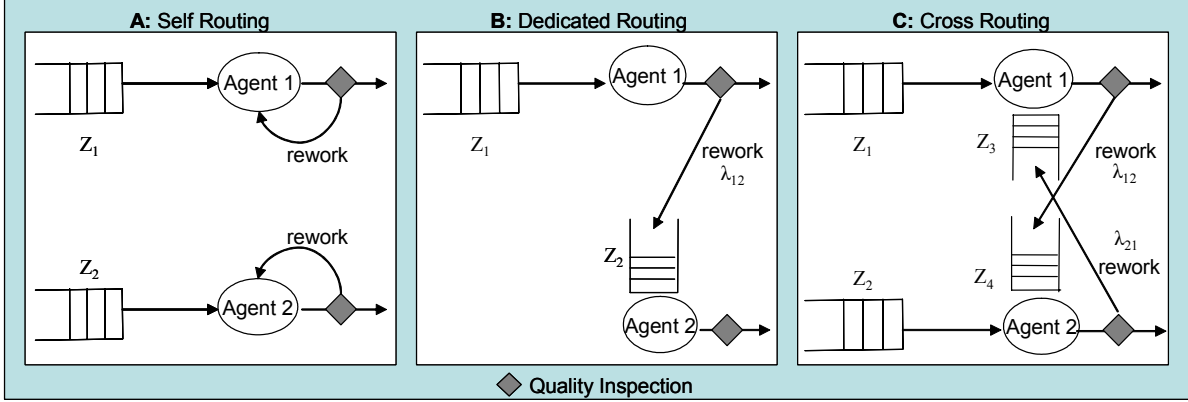 A: Self Routing
Agent 1
Z1
rework
rework
Z2
Agent 2
B: Dedicated Routing
Agent 1
Z1
rework
λ12
Z2
Agent 2
C: Cross Routing
Agent 1
Z1
Z3
rework
λ12
λ21
rework
Z2
Z4
Agent 2
Quality Inspection